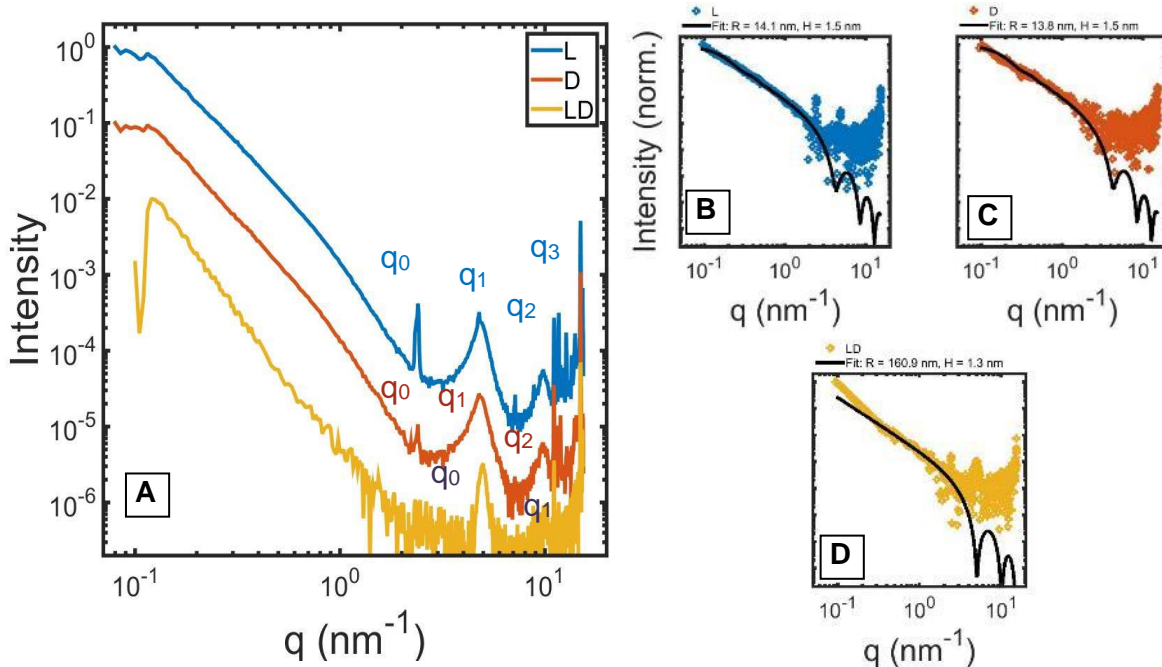 L
D
LD
10⁰
10⁻¹
10⁻²
10⁻³
10⁻⁴
10⁻⁵
10⁻⁶
Intensity
q₀
q₁
q₂
q₃
q₀
q₁
q₂
q₀
q₁
A
10⁻¹
10⁰
10¹
q (nm⁻¹)
L
Fit: R = 14.1 nm, H = 1.5 nm
Intensity (norm.)
B
10⁻¹
10⁰
10¹
q (nm⁻¹)
D
Fit: R = 13.8 nm, H = 1.5 nm
C
10⁻¹
10⁰
10¹
q (nm⁻¹)
LD
Fit: R = 160.9 nm, H = 1.3 nm
D
10⁻¹
10⁰
10¹
q (nm⁻¹)